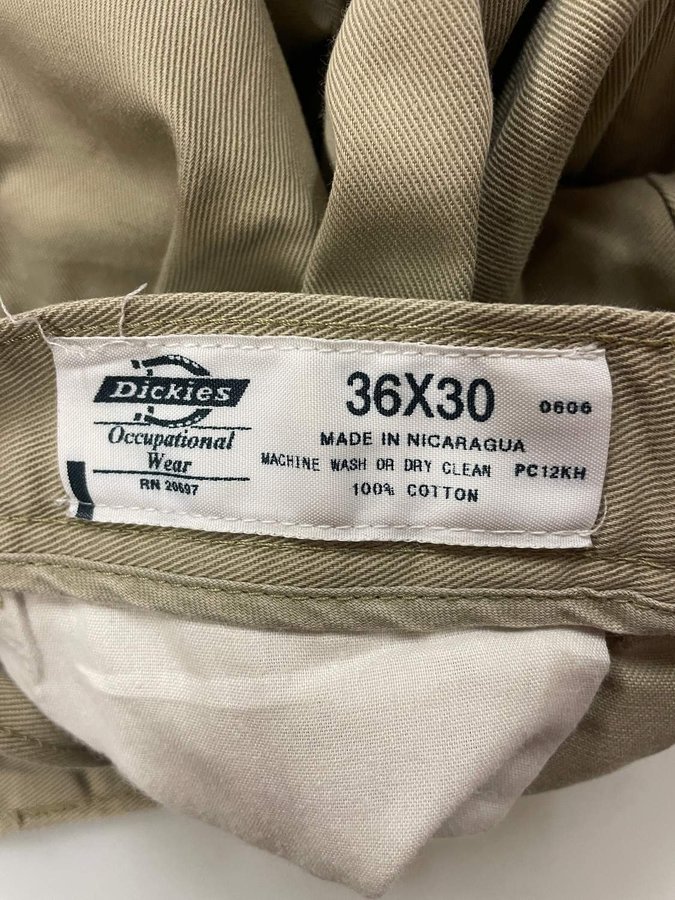 Dickies
Occupational
Wear
RN 20697
36X30 0606
MADE IN NICARAGUA
MACHINE WASH OR DRY CLEAN PC12KH
100% COTTON